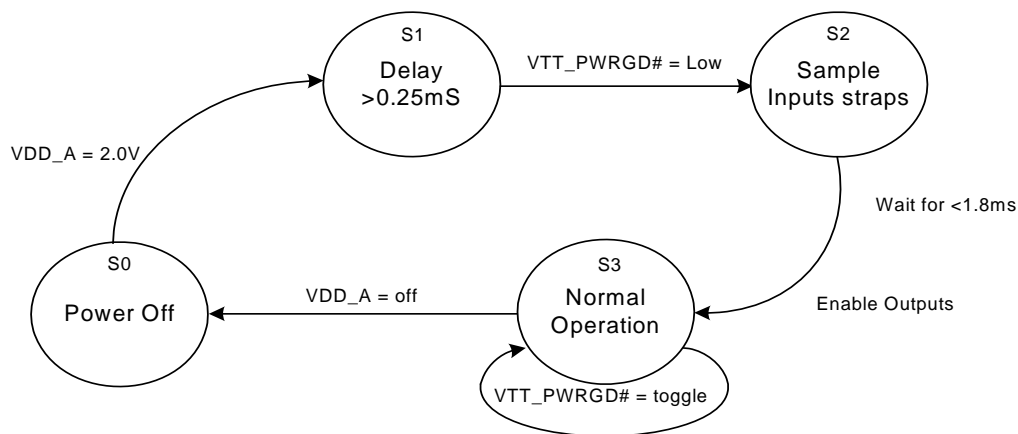 S1
Delay
>0.25mS
VTT_PWRGD# = Low
S2
Sample
Inputs straps
VDD_A = 2.0V
Wait for <1.8ms
S0
Power Off
VDD_A = off
S3
Normal
Operation
Enable Outputs
VTT_PWRGD# = toggle